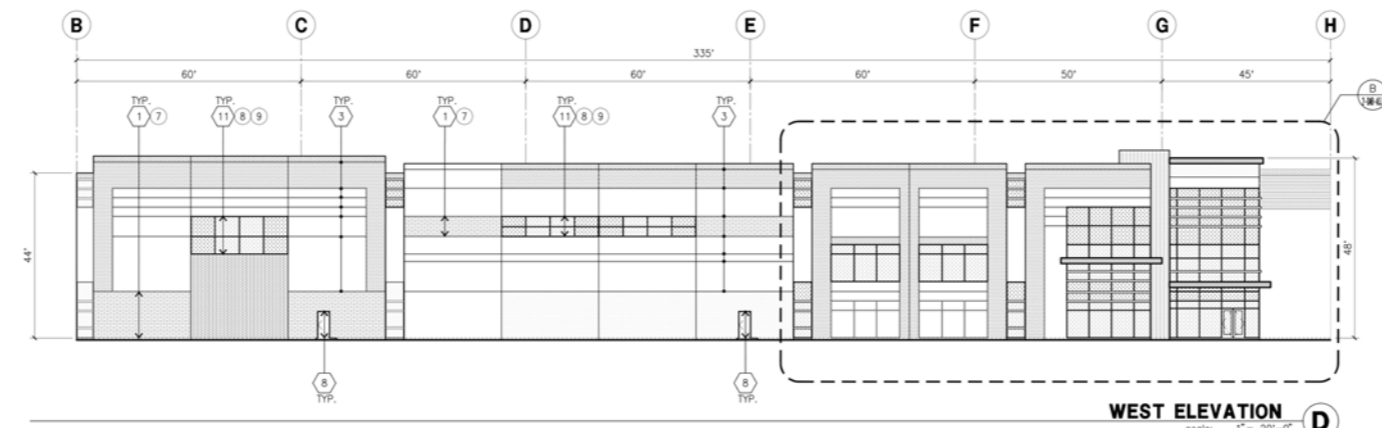 B C D E F G H
335'
60' 60' 60' 60' 50' 45'
TYP. TYP. TYP. TYP. TYP. TYP.
1 7 11 8 9 3 1 7 11 8 9 3
B
44'
48'
8 8
TYP. TYP.
WEST ELEVATION
D